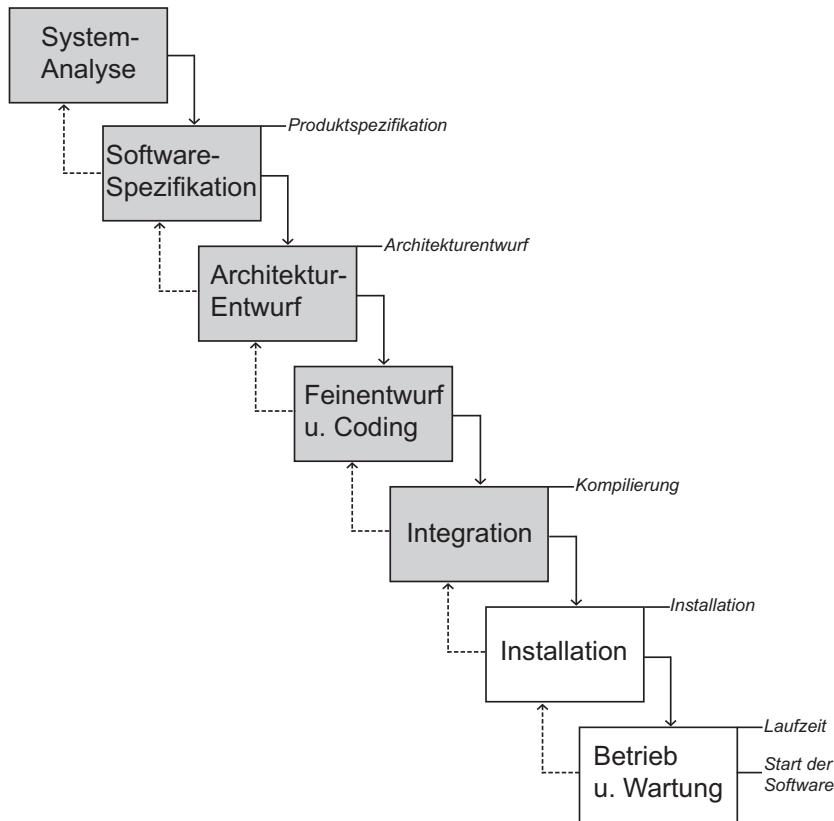 System-
Analyse
Produktspezifikation
Software-
Spezifikation
Architekturentwurf
Architektur-
Entwurf
Feinentwurf
u. Coding
Kompilierung
Integration
Installation
Installation
Laufzeit
Betrieb
u. Wartung
Start der
Software